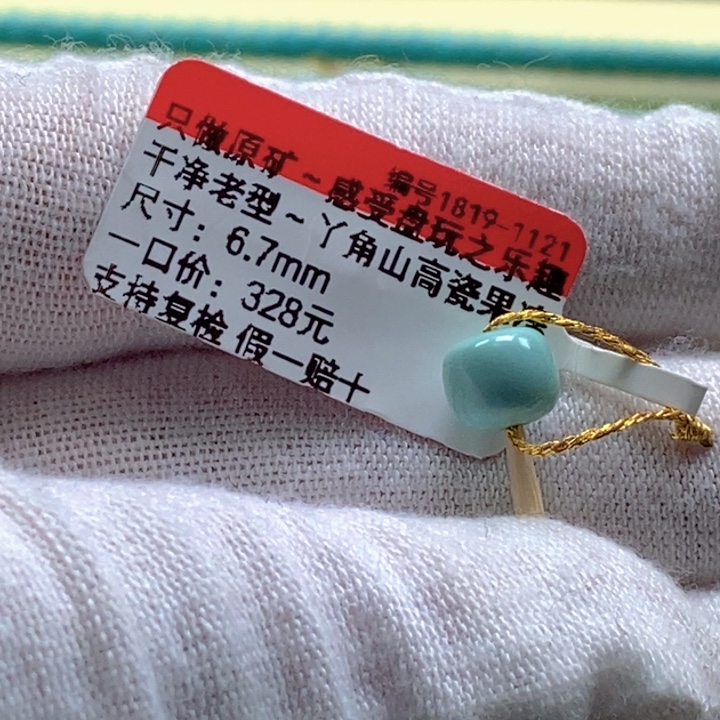 编号1819-1121
只做原矿~感受盘玩之乐趣
干净老型~丫角山高瓷果冻
尺寸：6.7mm
一口价：328元
支持复检 假一赔十